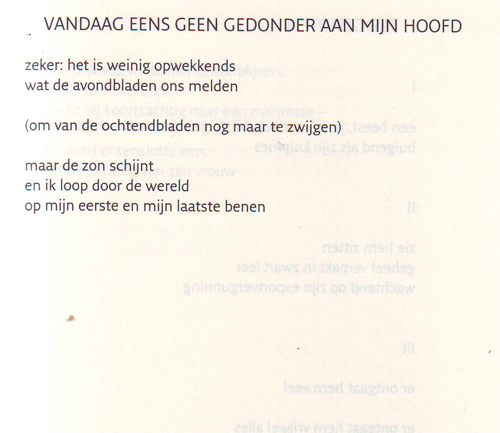 VANDAAG EENS GEEN GEDONDER AAN MIJN HOOFD
zeker: het is weinig opwekkends
wat de avondbladen ons melden
(om van de ochtendbladen nog maar te zwijgen)
maar de zon schijnt
en ik loop door de wereld
op mijn eerste en mijn laatste benen